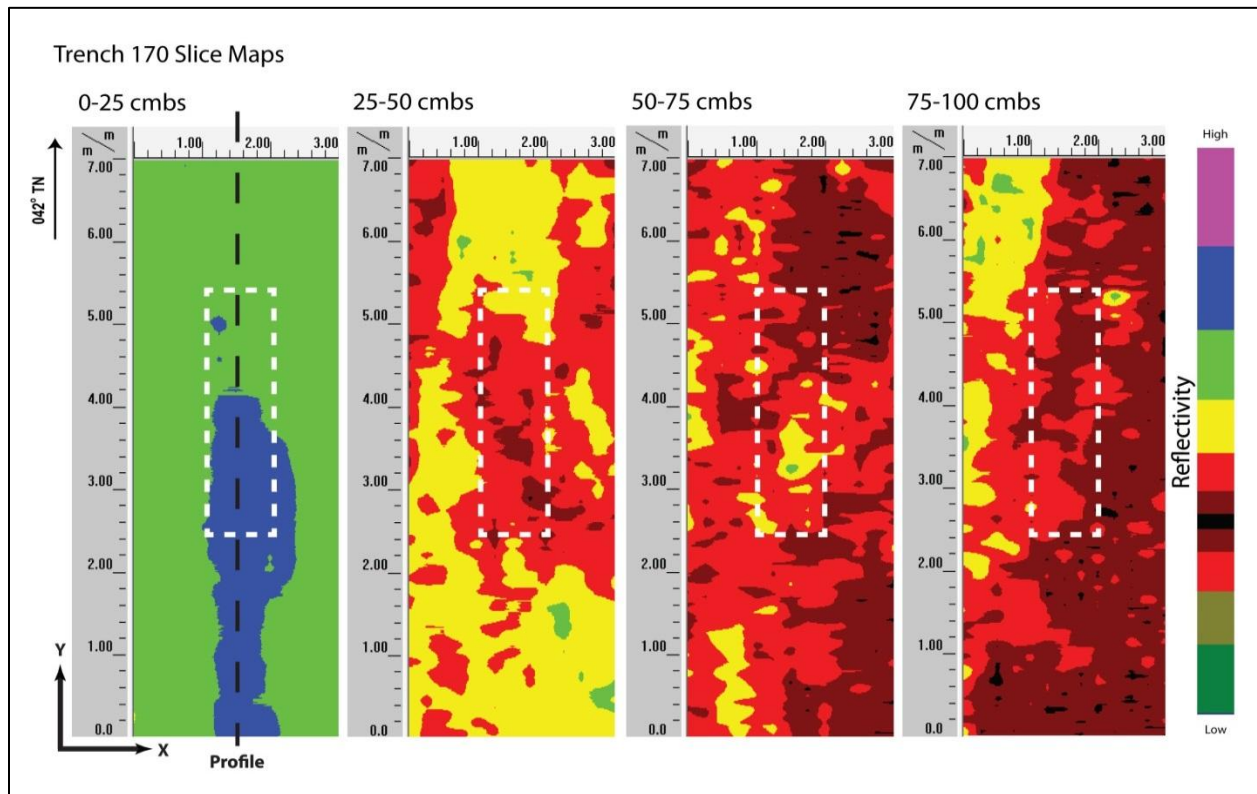 Trench 170 Slice Maps
0-25 cmbs
25-50 cmbs
50-75 cmbs
75-100 cmbs
m/m 1.00 2.00 3.00
m/m 1.00 2.00 3.00
m/m 1.00 2.00 3.00
m/m 1.00 2.00 3.00
High
042° TN
7.00 7.00 7.00 7.00
6.00 6.00 6.00 6.00
5.00 5.00 5.00 5.00
4.00 4.00 4.00 4.00
3.00 3.00 3.00 3.00
2.00 2.00 2.00 2.00
1.00 1.00 1.00 1.00
0.0 0.0 0.0 0.0
Reflectivity
Low
Y
X
Profile